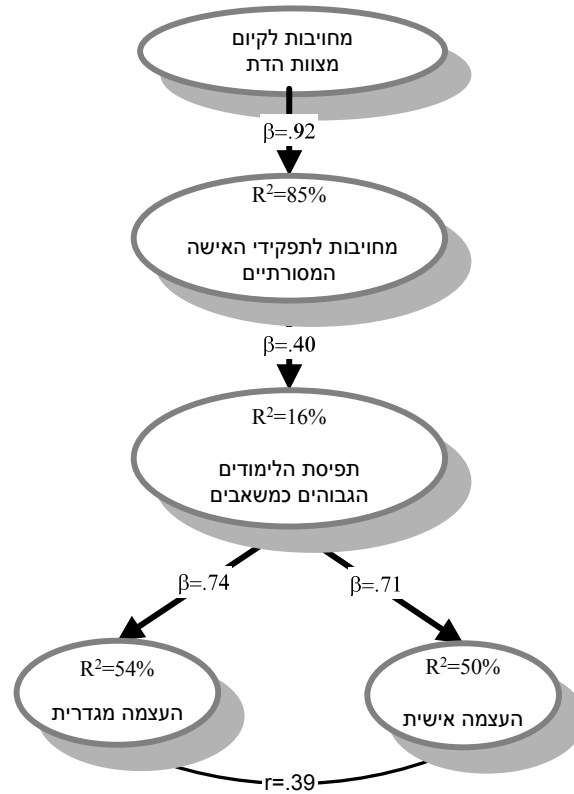 מחויבות לקיום
מצוות הדת
β=.92
R²=85%
מחויבות לתפקידי האישה
המסורתיים
β=.40
R²=16%
תפיסת הלימודים
הגבוהים כמשאבים
β=.74
β=.71
R²=54%
העצמה מגדרית
R²=50%
העצמה אישית
r=.39